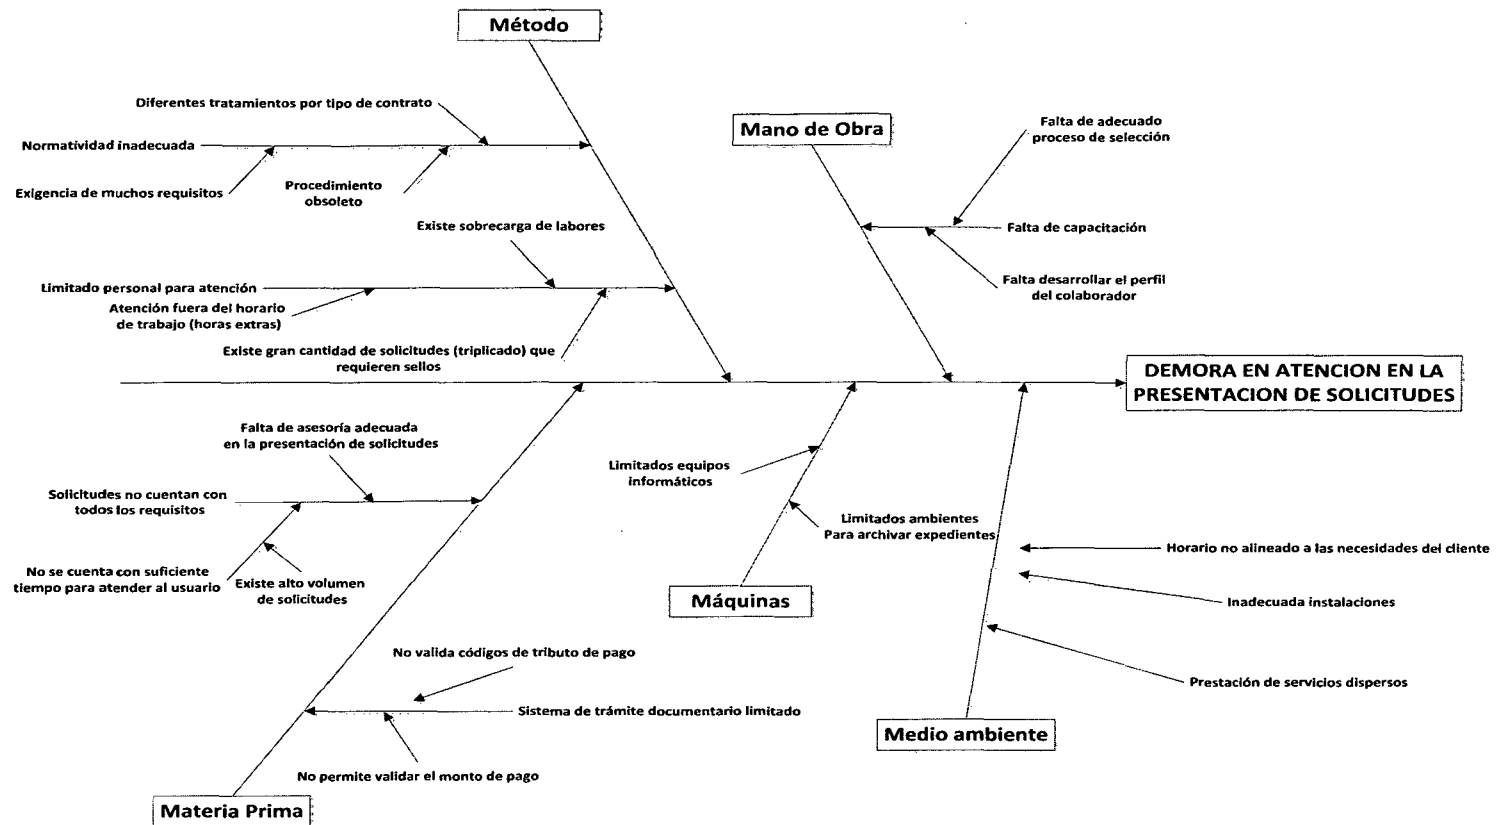 Método
Diferentes tratamientos por tipo de contrato
Normatividad inadecuada
Exigencia de muchos requisitos
Procedimiento
obsoleto
Existe sobrecarga de labores
Limitado personal para atención
Atención fuera del horario
de trabajo (horas extras)
Existe gran cantidad de solicitudes (triplicado) que
requieren sellos
Mano de Obra
Falta de adecuado
proceso de selección
Falta de capacitación
Falta desarrollar el perfil
del colaborador
DEMORA EN ATENCION EN LA
PRESENTACION DE SOLICITUDES
Falta de asesoría adecuada
en la presentación de solicitudes
Solicitudes no cuentan con
todos los requisitos
No se cuenta con suficiente
tiempo para atender al usuario
Existe alto volumen
de solicitudes
No valida códigos de tributo de pago
Sistema de trámite documentario limitado
No permite validar el monto de pago
Materia Prima
Limitados equipos
informáticos
Limitados ambientes
Para archivar expedientes
Máquinas
Horario no alineado a las necesidades del cliente
Inadecuada instalaciones
Prestación de servicios dispersos
Medio ambiente